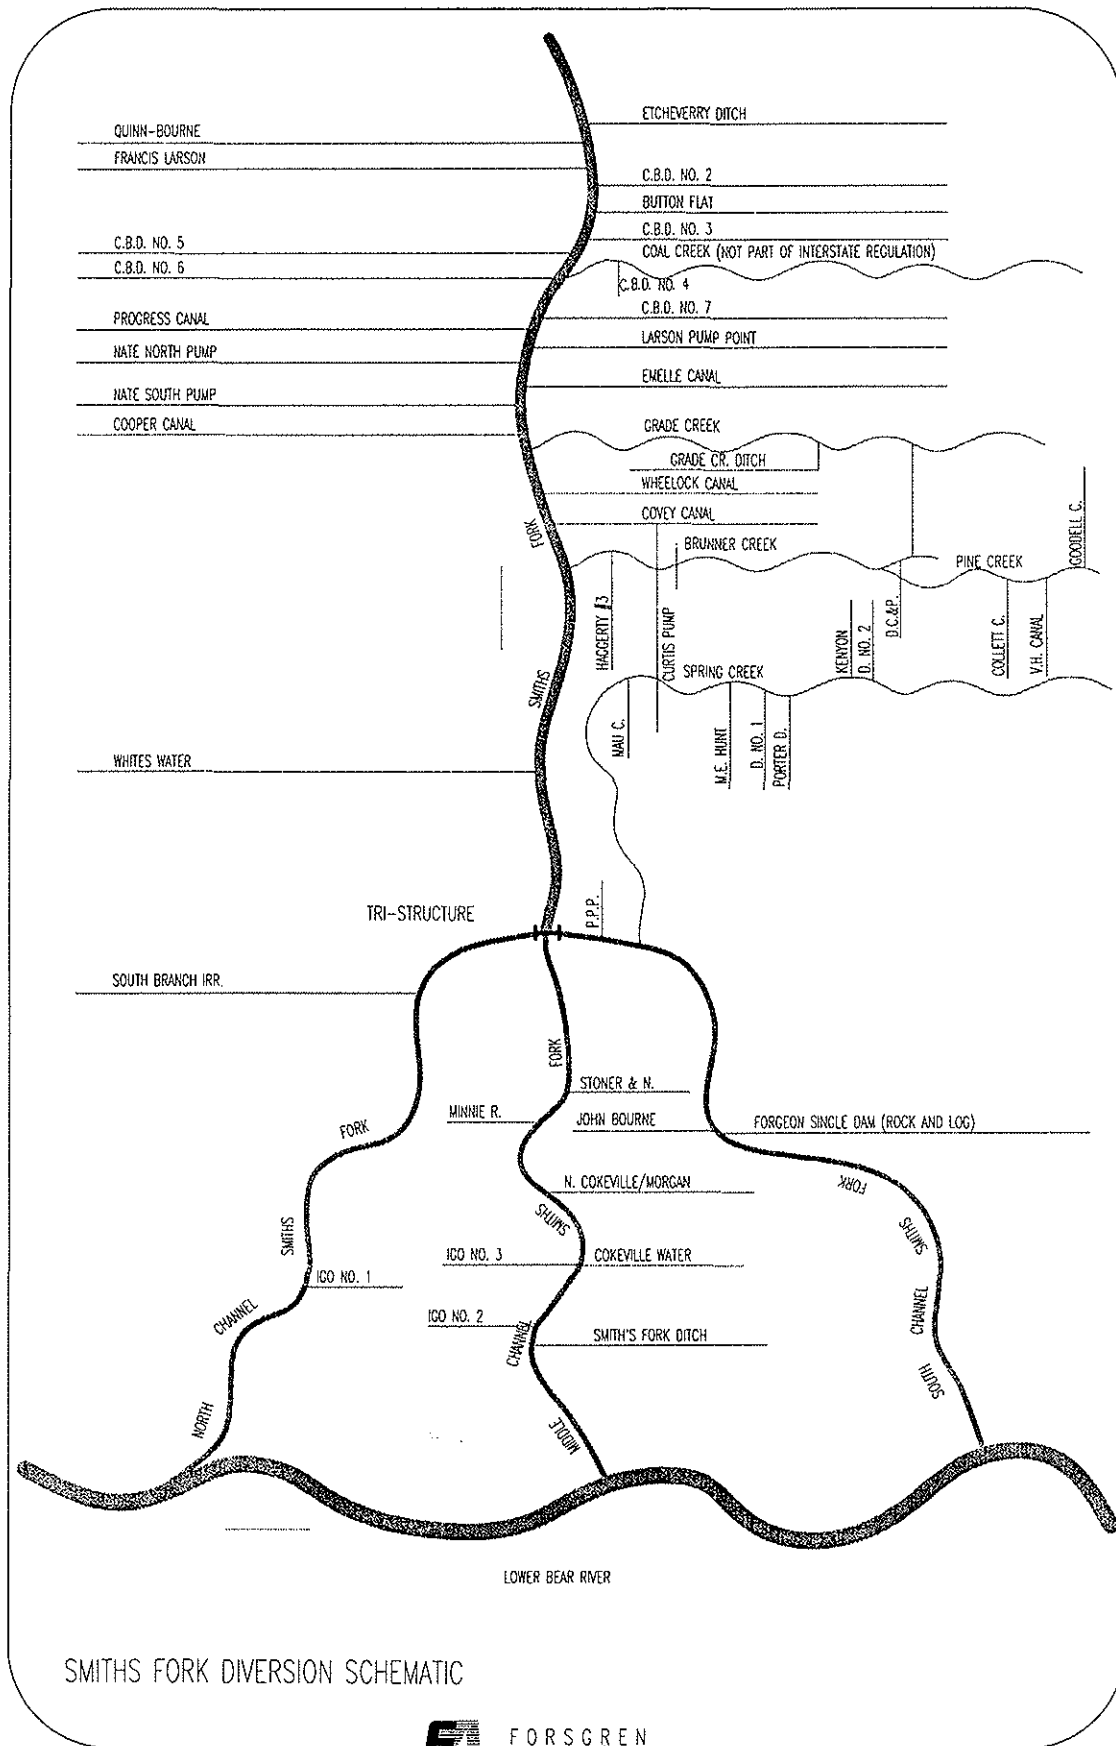 ETCHEVERRY DITCH
QUINN-BOURNE
FRANCIS LARSON
C.B.D. NO. 2
BUTTON FLAT
C.B.D. NO. 3
C.B.D. NO. 5
COAL CREEK (NOT PART OF INTERSTATE REGULATION)
C.B.D. NO. 6
C.B.D. NO. 4
C.B.D. NO. 7
PROGRESS CANAL
LARSON PUMP POINT
NATE NORTH PUMP
EMELLE CANAL
NATE SOUTH PUMP
COOPER CANAL
GRADE CREEK
GRADE CR. DITCH
WHEELOCK CANAL
COVEY CANAL
GOODELL C.
FORK
BRUNNER CREEK
PINE CREEK
HAGGERTY 13
CURTIS PUMP
KENYON
D. NO. 2
D.C.&P.
COLLETT C.
V.H. CANAL
SMITHS
SPRING CREEK
NAU C.
M.E. HUNT
D. NO. 1
PORTER D.
WHITES WATER
P.P.P.
TRI-STRUCTURE
SOUTH BRANCH IRR.
FORK
STONER & N.
MINNIE R.
JOHN BOURNE
FORGEON SINGLE DAM (ROCK AND LOG)
FORK
FORK
N. COKEVILLE/MORGAN
SMITHS
SMITHS
SMITHS
IGO NO. 3
COKEVILLE WATER
IGO NO. 1
CHANNEL
CHANNEL
IGO NO. 2
CHANNEL
SMITH'S FORK DITCH
SOUTH
NORTH
MIDDLE
LOWER BEAR RIVER
SMITHS FORK DIVERSION SCHEMATIC
FORSGREN